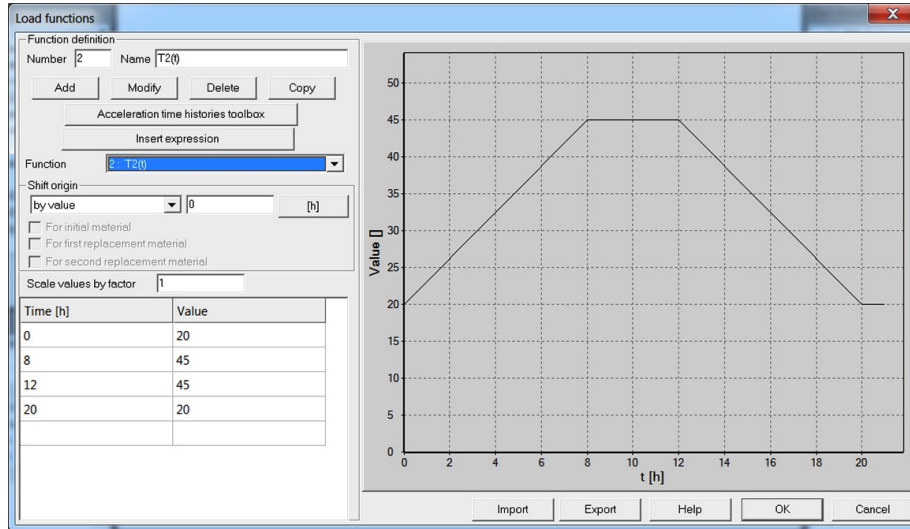 Load functions
X
Function definition
Number 2 Name T2(t)
Add Modify Delete Copy
Acceleration time histories toolbox
Insert expression
Function 2 : T2(t)
Shift origin
by value 0 [h]
For initial material
For first replacement material
For second replacement material
Scale values by factor 1
Time [h] Value
0 20
8 45
12 45
20 20
Value []
50
45
40
35
30
25
20
15
10
5
0
0 2 4 6 8 10 12 14 16 18 20
t [h]
Import Export Help OK Cancel